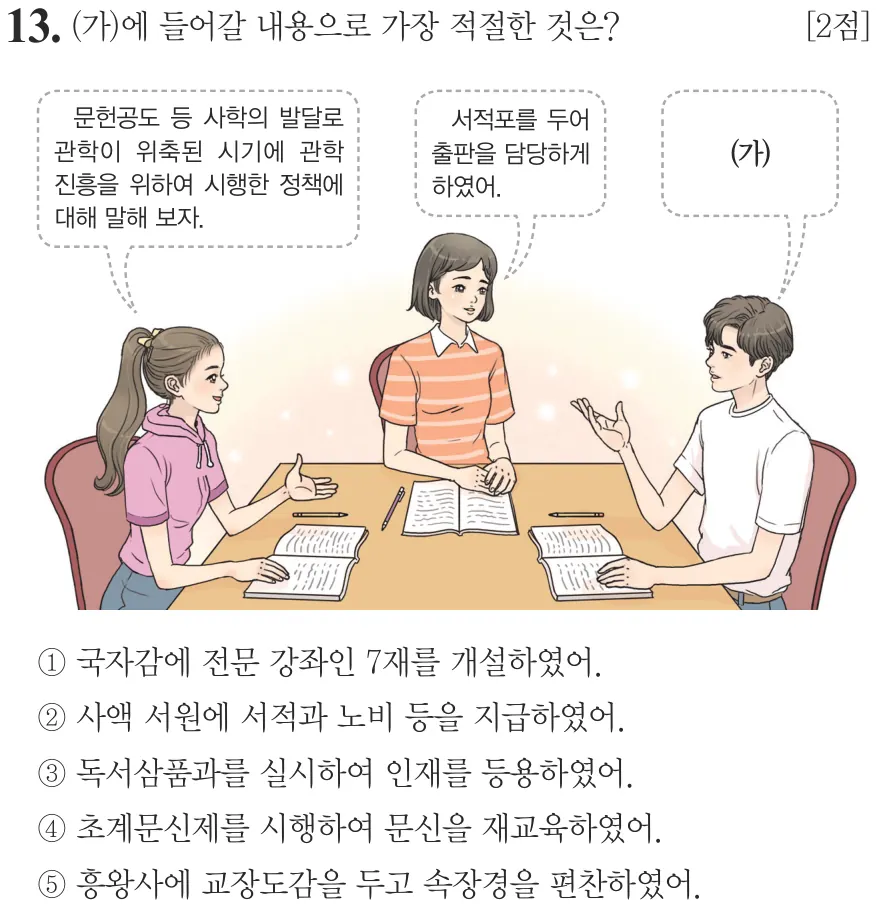 13. (가)에 들어갈 내용으로 가장 적절한 것은? [2점]
문헌공도 등 사학의 발달로
관학이 위축된 시기에 관학
진흥을 위하여 시행한 정책에
대해 말해 보자.
서적포를 두어
출판을 담당하게
하였어.
(가)
① 국자감에 전문 강좌인 7재를 개설하였어.
② 사액 서원에 서적과 노비 등을 지급하였어.
③ 독서삼품과를 실시하여 인재를 등용하였어.
④ 초계문신제를 시행하여 문신을 재교육하였어.
⑤ 흥왕사에 교장도감을 두고 속장경을 편찬하였어.